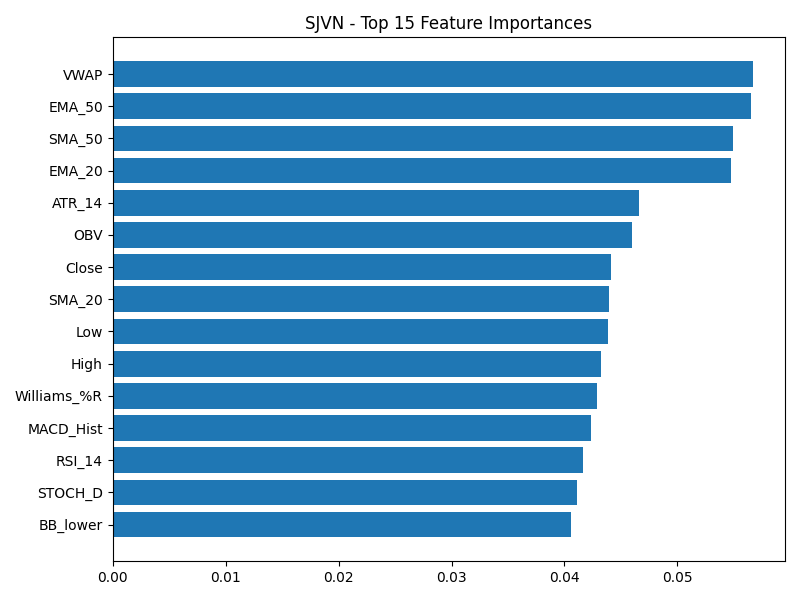 SJVN - Top 15 Feature Importances
VWAP
EMA_50
SMA_50
EMA_20
ATR_14
OBV
Close
SMA_20
Low
High
Williams_%R
MACD_Hist
RSI_14
STOCH_D
BB_lower
0.00 0.01 0.02 0.03 0.04 0.05